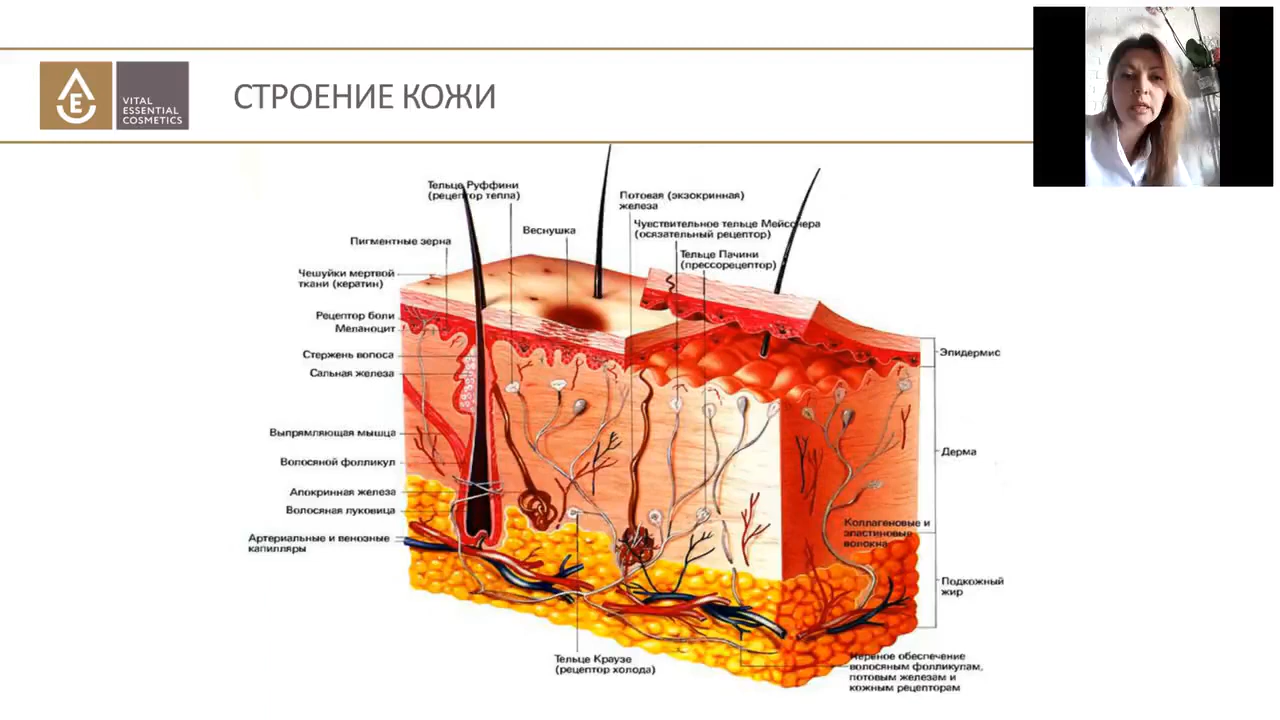 E
VITAL
ESSENTIAL
COSMETICS
СТРОЕНИЕ КОЖИ
Тельце Руффини
(рецептор тепла)
Потовая (экзокринная)
железа
Веснушка
Чувствительное тельце Мейснера
(осязательный рецептор)
Пигментные зерна
Тельце Пачини
(прессорецептор)
Чешуйки мертвой
ткани (кератин)
Рецептор боли
Меланоцит
Стержень волоса
Сальная железа
Эпидермис
Выпрямляющая мышца
Дерма
Волосяной фолликул
Апокринная железа
Волосяная луковица
Коллагеновые и
эластиновые
волокна
Артериальные и венозные
капилляры
Подкожный
жир
Тельце Краузе
(рецептор холода)
Нервное обеспечение
волосяным фолликулам,
потовым железам и
кожным рецепторам